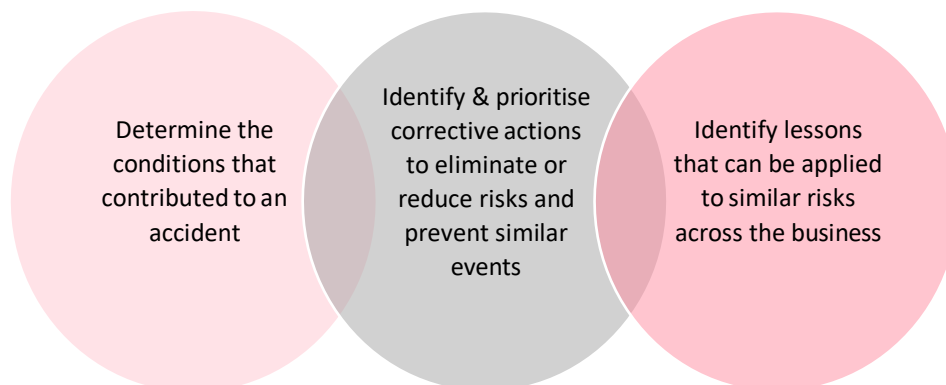 Determine the
conditions that
contributed to an
accident
Identify & prioritise
corrective actions
to eliminate or
reduce risks and
prevent similar
events
Identify lessons
that can be applied
to similar risks
across the business